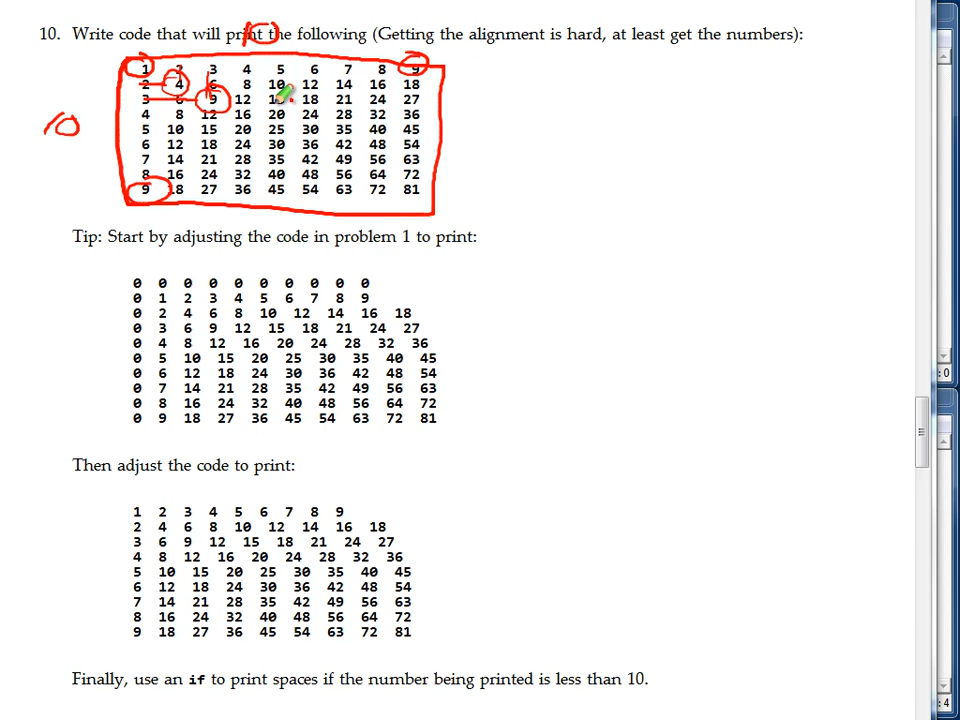 10
10. Write code that will print the following (Getting the alignment is hard, at least get the numbers):
1 2 3 4 5 6 7 8 9
2 4 6 8 10 12 14 16 18
3 6 9 12 15 18 21 24 27
10
4 8 12 16 20 24 28 32 36
5 10 15 20 25 30 35 40 45
6 12 18 24 30 36 42 48 54
7 14 21 28 35 42 49 56 63
8 16 24 32 40 48 56 64 72
9 18 27 36 45 54 63 72 81
Tip: Start by adjusting the code in problem 1 to print:
0 0 0 0 0 0 0 0 0 0
0 1 2 3 4 5 6 7 8 9
0 2 4 6 8 10 12 14 16 18
0 3 6 9 12 15 18 21 24 27
0 4 8 12 16 20 24 28 32 36
0 5 10 15 20 25 30 35 40 45
0 6 12 18 24 30 36 42 48 54
0 7 14 21 28 35 42 49 56 63
0 8 16 24 32 40 48 56 64 72
0 9 18 27 36 45 54 63 72 81
:0
Then adjust the code to print:
1 2 3 4 5 6 7 8 9
2 4 6 8 10 12 14 16 18
3 6 9 12 15 18 21 24 27
4 8 12 16 20 24 28 32 36
5 10 15 20 25 30 35 40 45
6 12 18 24 30 36 42 48 54
7 14 21 28 35 42 49 56 63
8 16 24 32 40 48 56 64 72
9 18 27 36 45 54 63 72 81
Finally, use an if to print spaces if the number being printed is less than 10.
:4